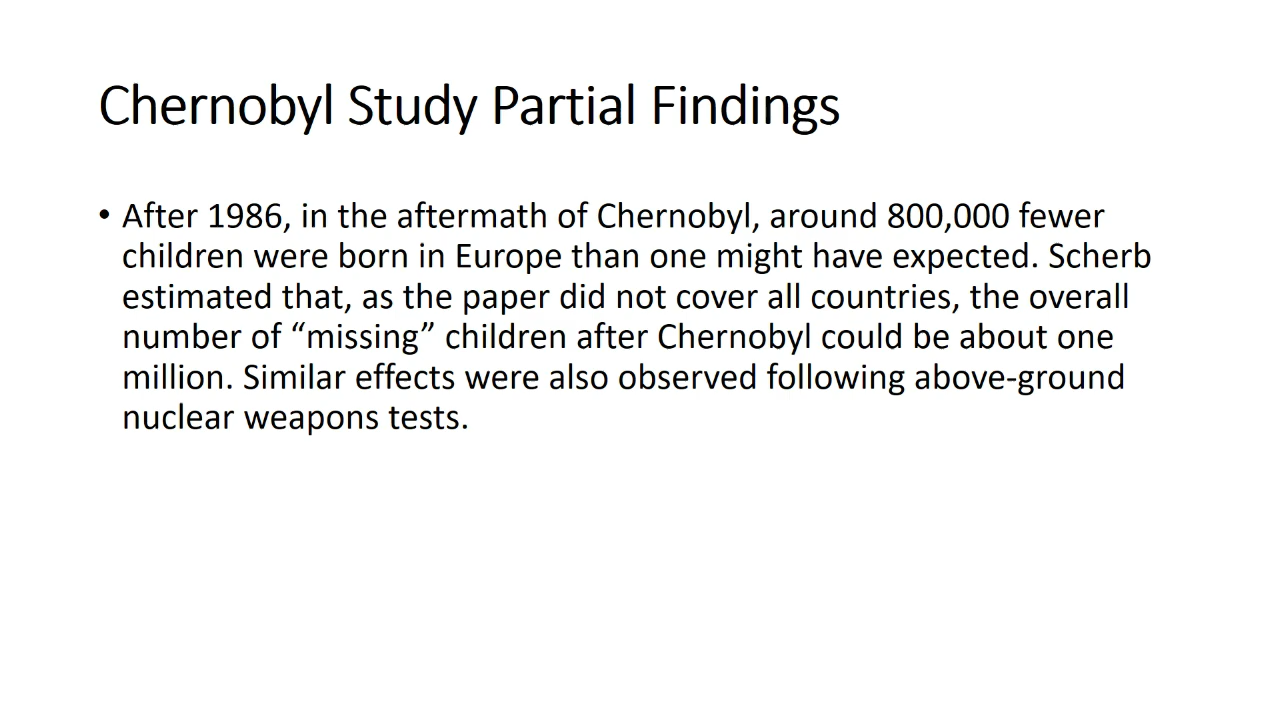 Chernobyl Study Partial Findings
• After 1986, in the aftermath of Chernobyl, around 800,000 fewer
children were born in Europe than one might have expected. Scherb
estimated that, as the paper did not cover all countries, the overall
number of “missing” children after Chernobyl could be about one
million. Similar effects were also observed following above-ground
nuclear weapons tests.